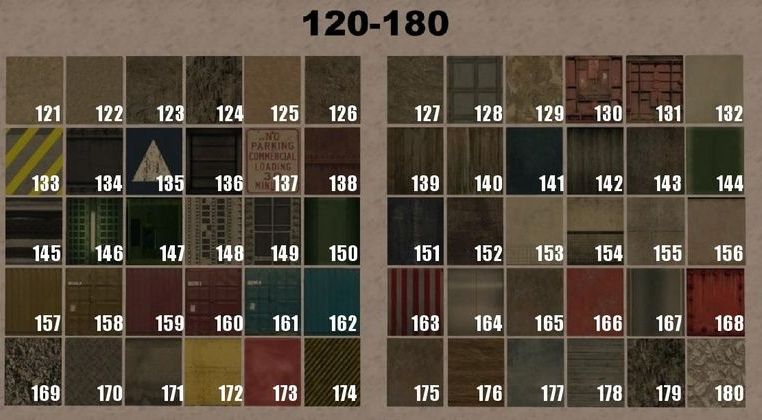 120-180
121 122 123 124 125 126 127 128 129 130 131 132
NO
PARKING
COMMERCIAL
LOADING
133 134 135 136 137 138 139 140 141 142 143 144
145 146 147 148 149 150 151 152 153 154 155 156
157 158 159 160 161 162 163 164 165 166 167 168
169 170 171 172 173 174 175 176 177 178 179 180